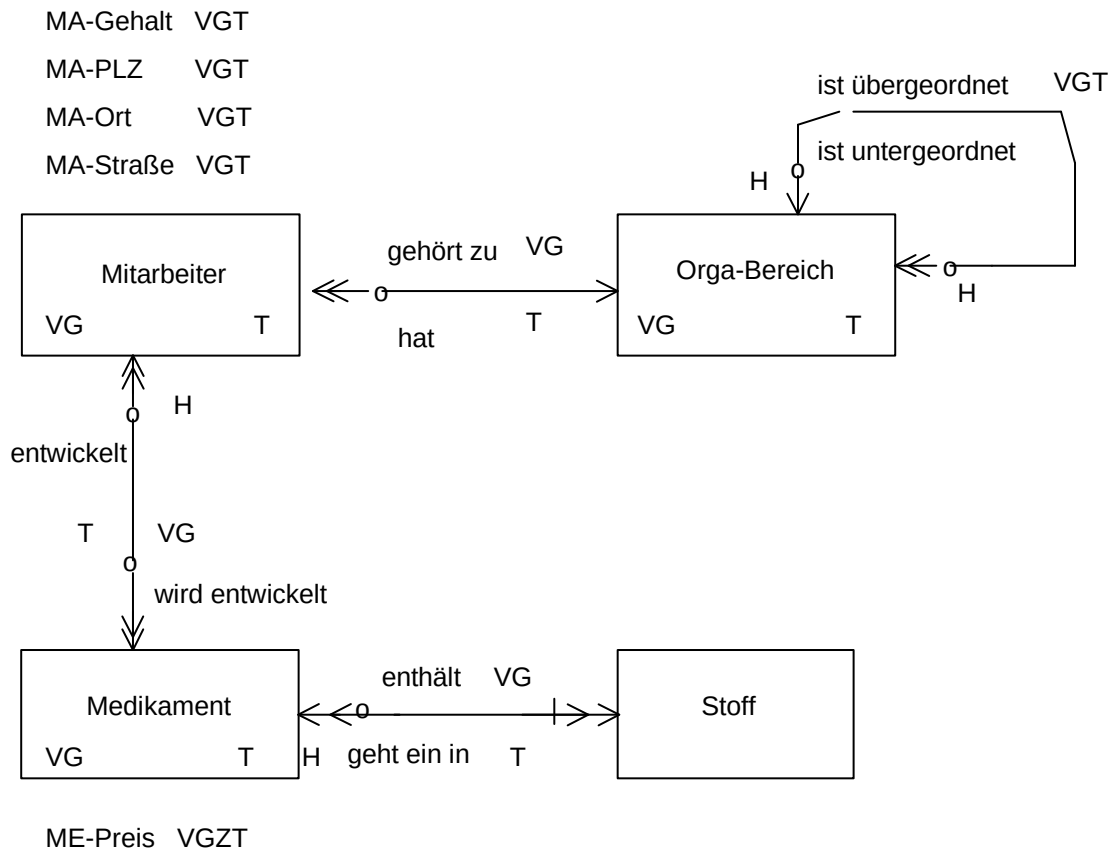 MA-Gehalt VGT
MA-PLZ VGT
MA-Ort VGT
MA-Straße VGT
ist übergeordnet VGT
ist untergeordnet
o
H
Mitarbeiter
VG T
gehört zu VG
o
hat T
Orga-Bereich
VG T
o
H
o H
entwickelt
T VG
o
wird entwickelt
Medikament
VG T
enthält VG
o
H geht ein in T
Stoff
ME-Preis VGZT